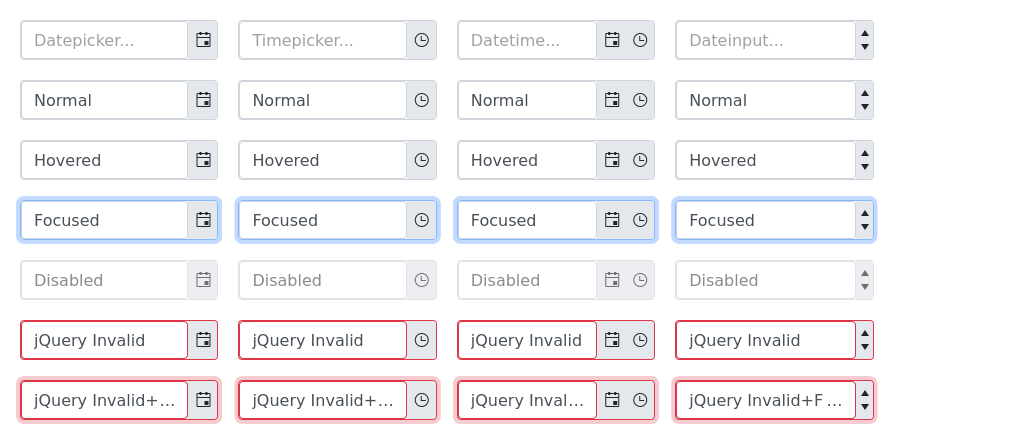 Datepicker... Timepicker... Datetime... Dateinput...
Normal Normal Normal Normal
Hovered Hovered Hovered Hovered
Focused Focused Focused Focused
Disabled Disabled Disabled Disabled
jQuery Invalid jQuery Invalid jQuery Invalid jQuery Invalid
jQuery Invalid+... jQuery Invalid+... jQuery Inval... jQuery Invalid+F...